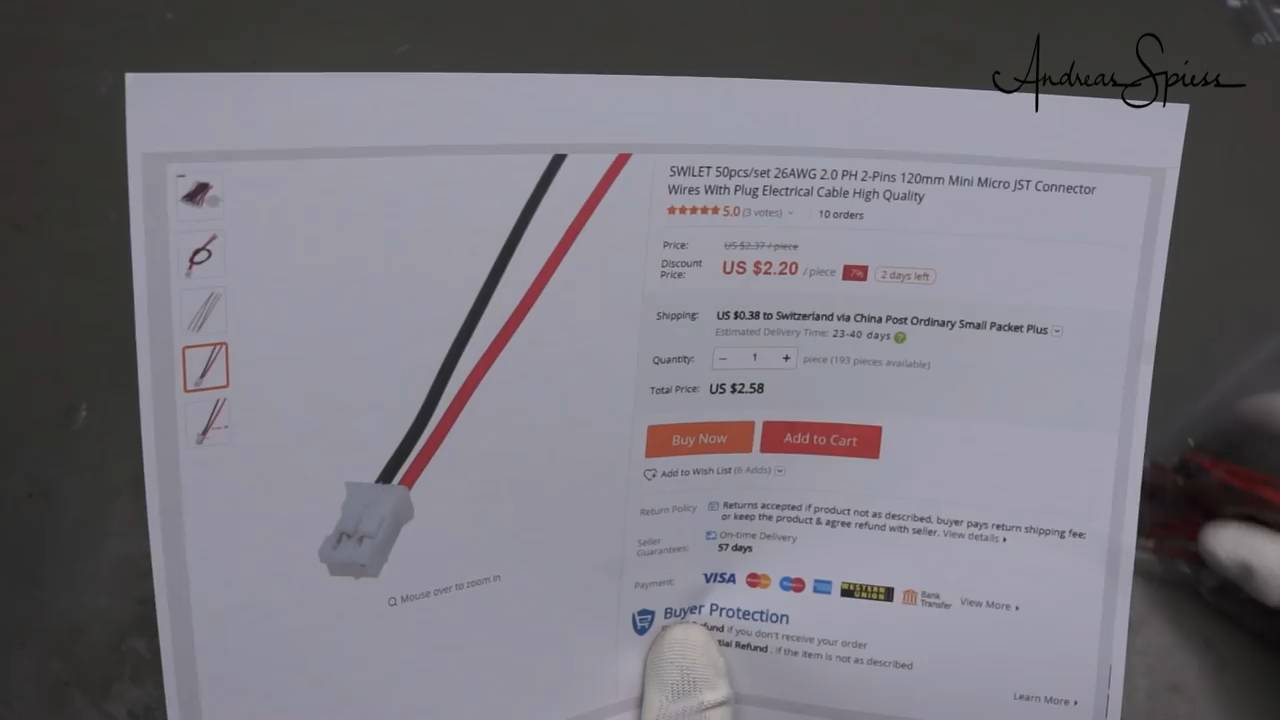 Andreas Spiess
SWILET 50pcs/set 26AWG 2.0 PH 2-Pins 120mm Mini Micro JST Connector
Wires With Plug Electrical Cable High Quality
5.0 (3 votes) 10 orders
Price: US $2.37 / piece
Discount Price: US $2.20 / piece 7% 2 days left
Shipping: US $0.38 to Switzerland via China Post Ordinary Small Packet Plus
Estimated Delivery Time: 23-40 days ?
Quantity: − 1 + piece (193 pieces available)
Total Price: US $2.58
Buy Now Add to Cart
Add to Wish List (6 Adds)
Return Policy Returns accepted if product not as described, buyer pays return shipping fee;
or keep the product & agree refund with seller. View details
Seller Guarantees: On-time Delivery
57 days
Payment: VISA WESTERN UNION Bank Transfer View More
Buyer Protection
if you don't receive your order
Refund , if the item is not as described
Learn More
Mouse over to zoom in